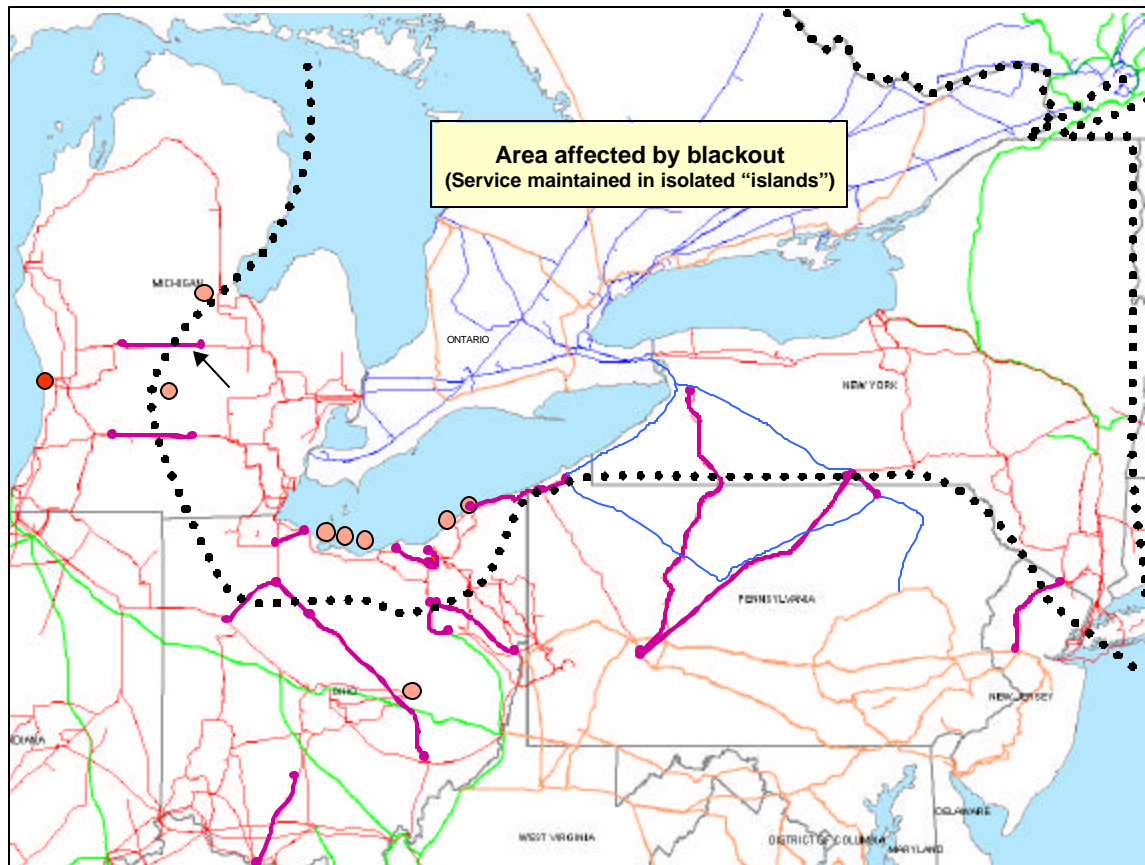 Area affected by blackout
(Service maintained in isolated “islands”)
MICHIGAN
ONTARIO
NEW YORK
PENNSYLVANIA
OHIO
NEW JERSEY
NDIANA
DELAWARE
WEST VIRGINIA
DISTRICT OF COLUMBIA
MARYLAND